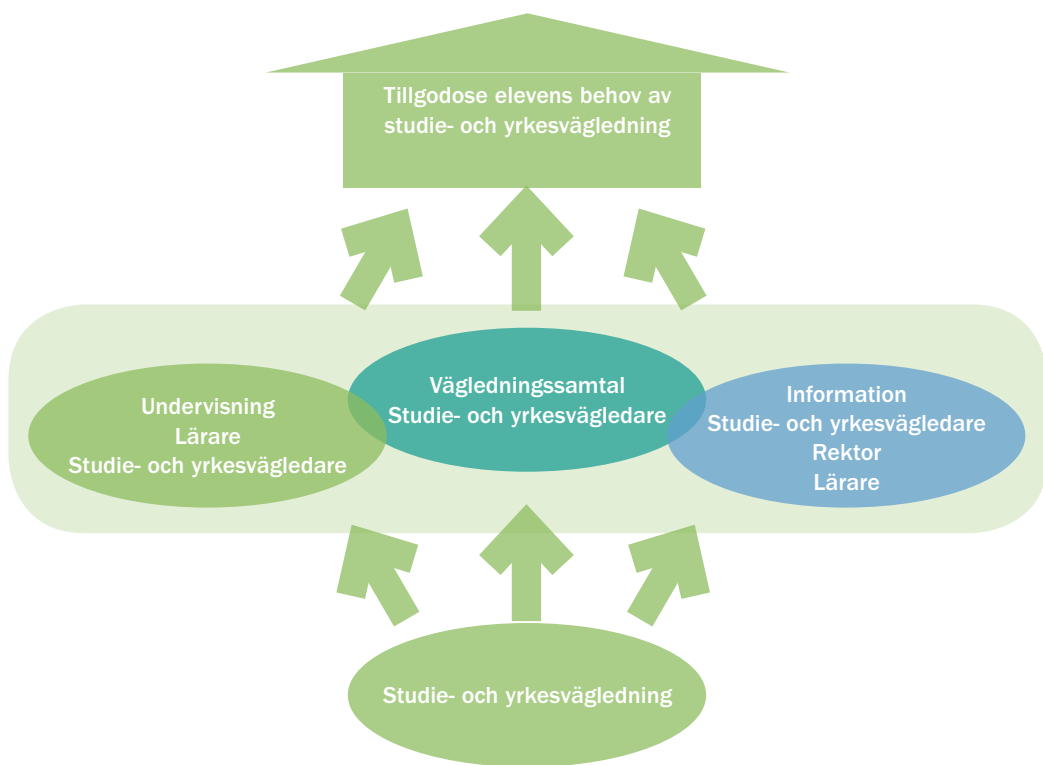 Tillgodose elevens behov av
studie- och yrkesvägledning
Vägledningssamtal
Studie- och yrkesvägledare
Undervisning
Lärare
Studie- och yrkesvägledare
Information
Studie- och yrkesvägledare
Rektor
Lärare
Studie- och yrkesvägledning